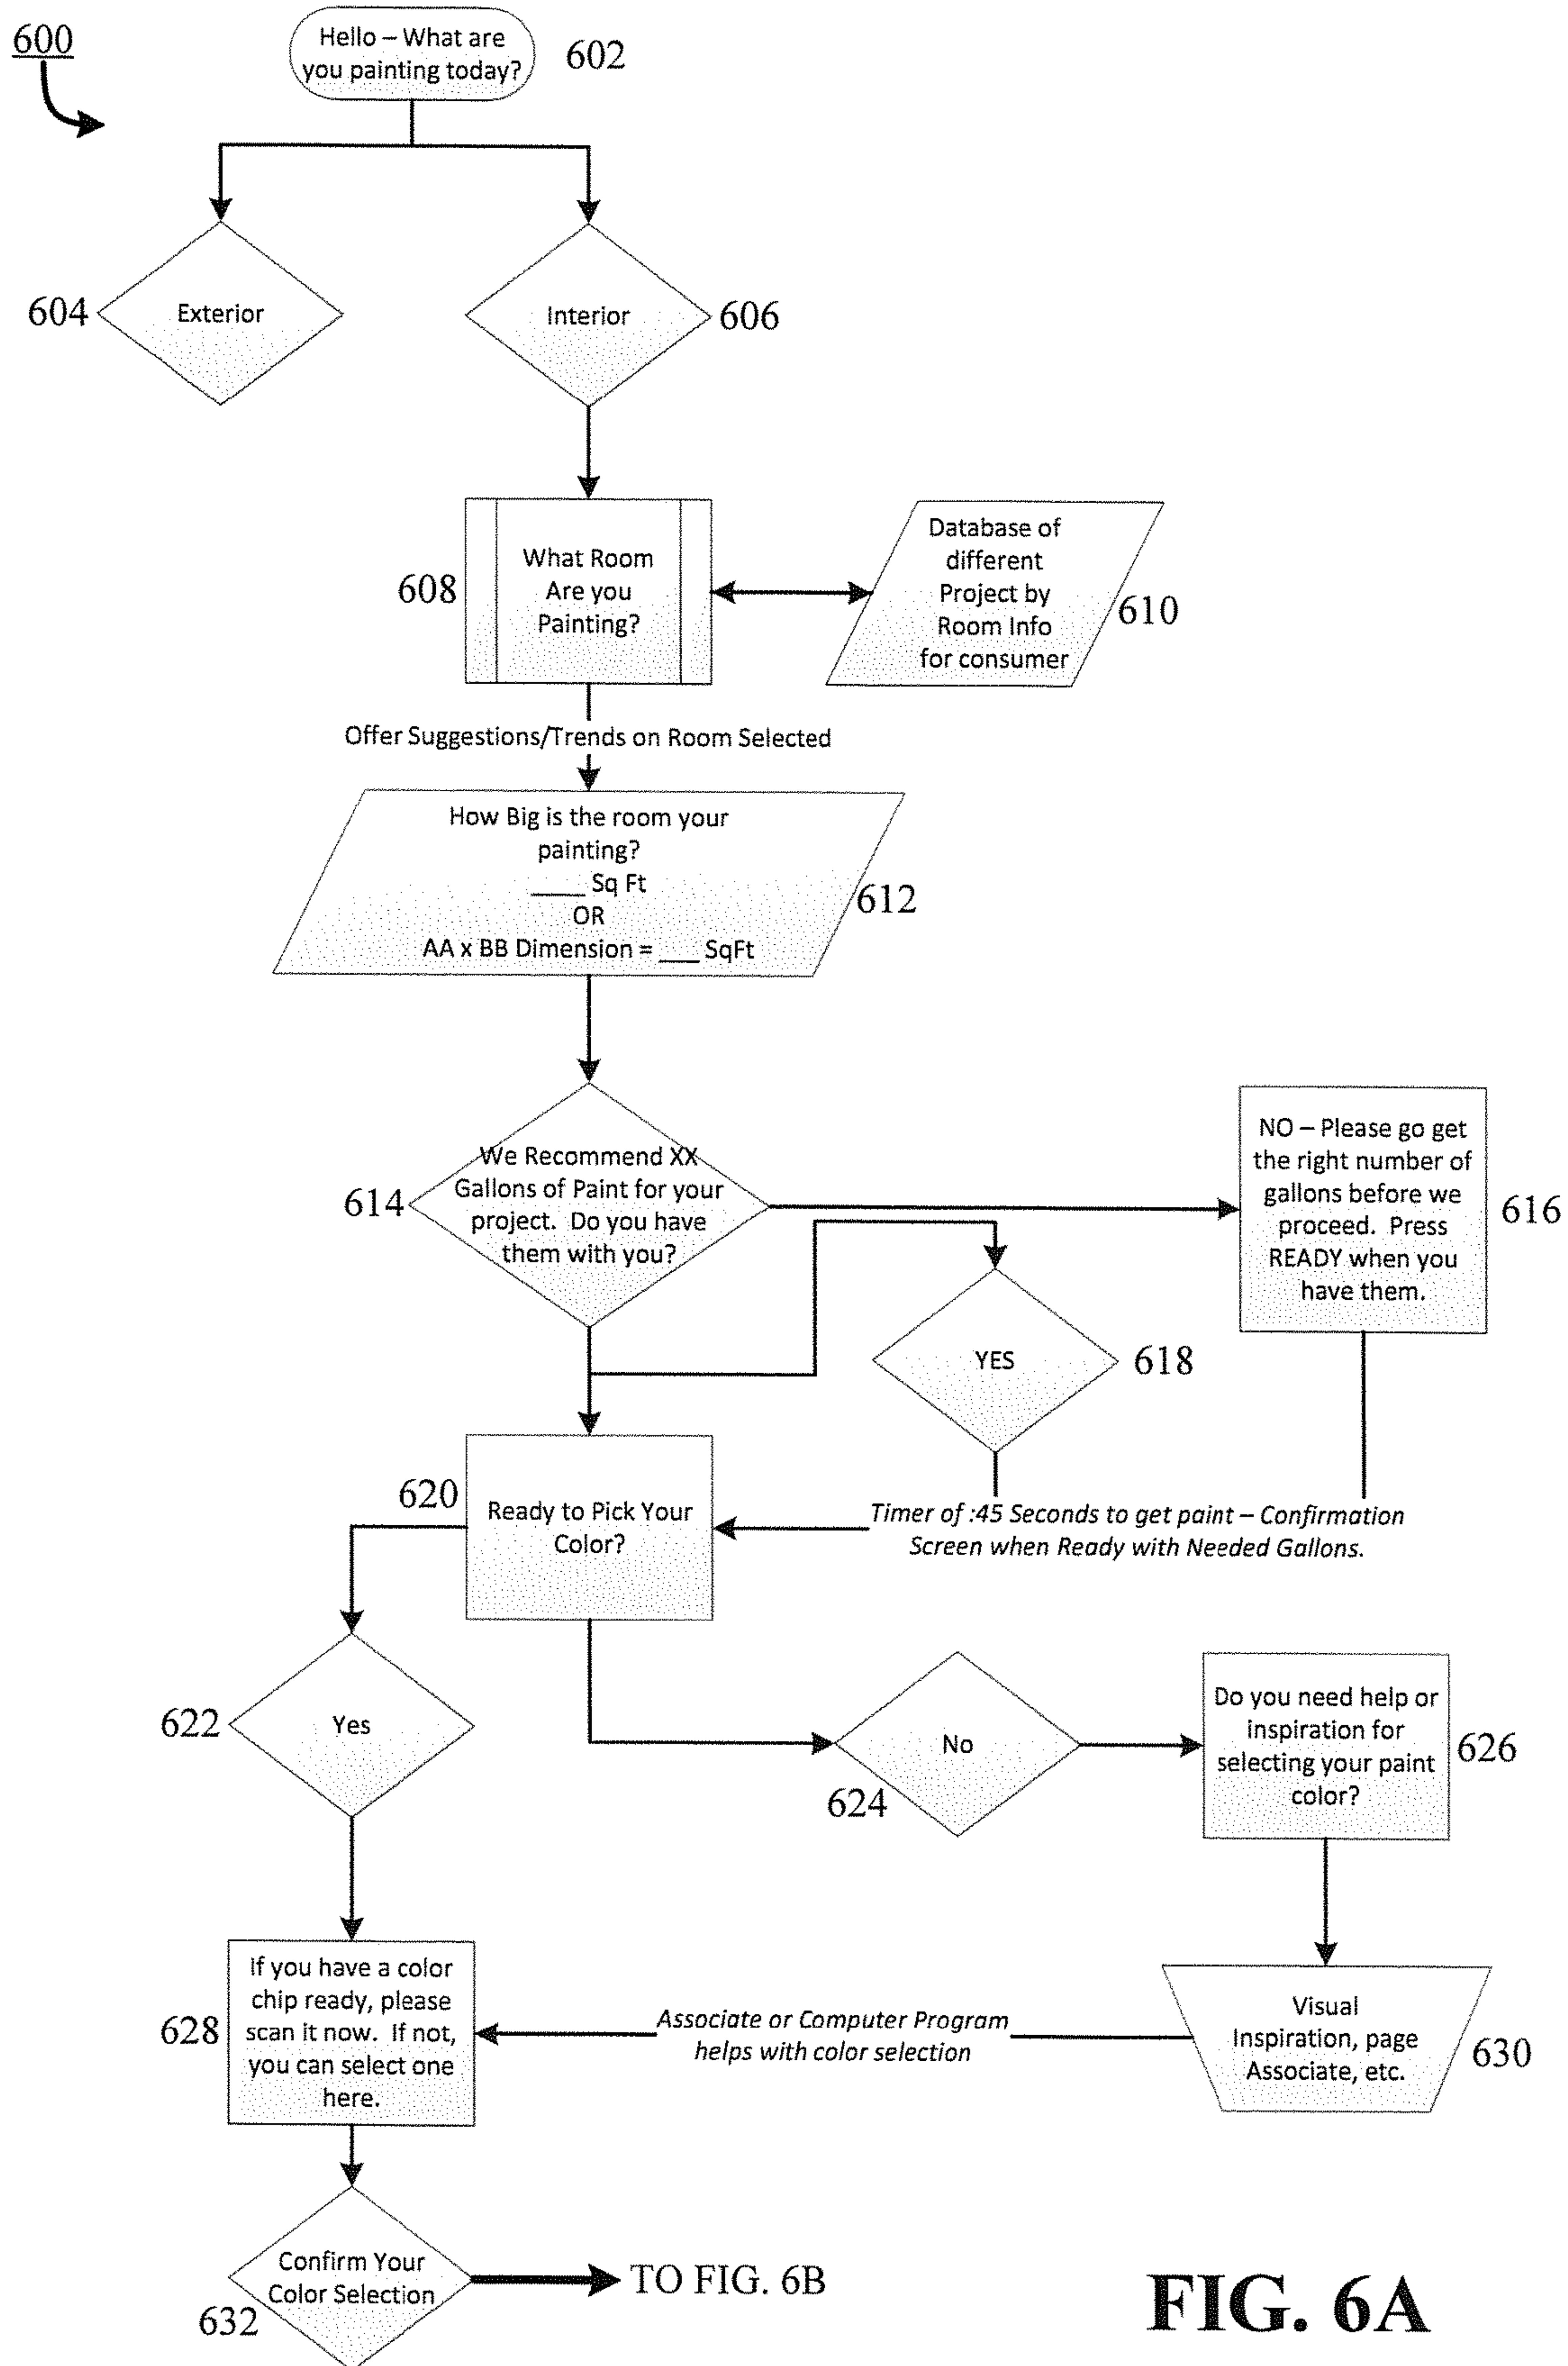 600
Hello – What are
you painting today?
602
604
Exterior
Interior
606
608
What Room
Are you
Painting?
Database of
different
Project by
Room Info
for consumer
610
Offer Suggestions/Trends on Room Selected
How Big is the room your
painting?
____ Sq Ft
OR
AA x BB Dimension = ___ SqFt
612
614
We Recommend XX
Gallons of Paint for your
project. Do you have
them with you?
NO – Please go get
the right number of
gallons before we
proceed. Press
READY when you
have them.
616
YES
618
620
Ready to Pick Your
Color?
Timer of :45 Seconds to get paint – Confirmation
Screen when Ready with Needed Gallons.
622
Yes
No
624
Do you need help or
inspiration for
selecting your paint
color?
626
628
If you have a color
chip ready, please
scan it now. If not,
you can select one
here.
Associate or Computer Program
helps with color selection
Visual
Inspiration, page
Associate, etc.
630
Confirm Your
Color Selection
632
TO FIG. 6B
FIG. 6A